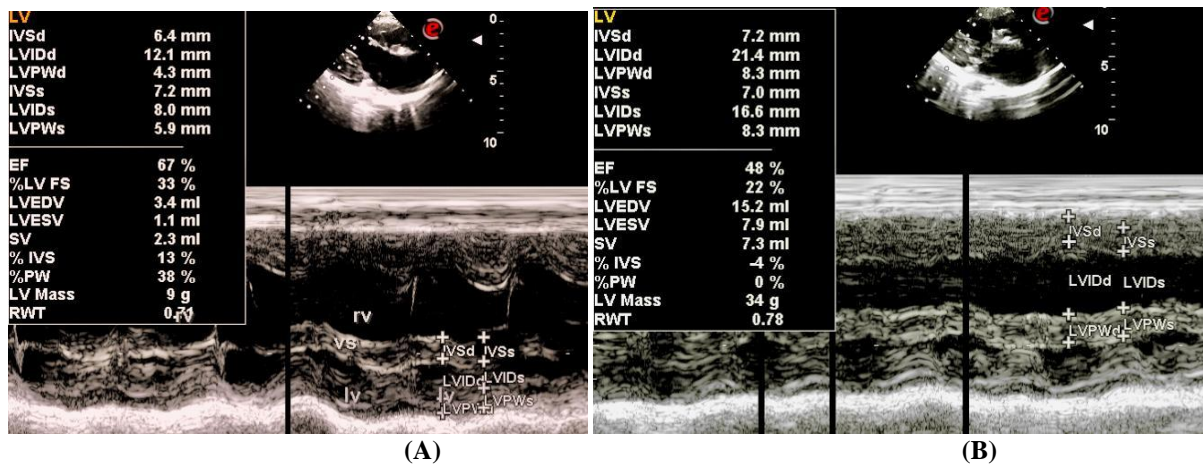 LV
IVSd 6.4 mm
LVIDd 12.1 mm
LVPWd 4.3 mm
IVSs 7.2 mm
LVIDs 8.0 mm
LVPWs 5.9 mm
EF 67 %
%LV FS 33 %
LVEDV 3.4 ml
LVESV 1.1 ml
SV 2.3 ml
% IVS 13 %
%PW 38 %
LV Mass 9 g
RWT 0.71
rv
0
5
10
rv
vs
IVSd IVSs
LVIDd LVIDs
lv lv
LVPWd LVPWs
(A)
LV
IVSd 7.2 mm
LVIDd 21.4 mm
LVPWd 8.3 mm
IVSs 7.0 mm
LVIDs 16.6 mm
LVPWs 8.3 mm
EF 48 %
%LV FS 22 %
LVEDV 15.2 ml
LVESV 7.9 ml
SV 7.3 ml
% IVS -4 %
%PW 0 %
LV Mass 34 g
RWT 0.78
0
5
10
IVSd IVSs
LVIDd LVIDs
LVPWd LVPWs
(B)